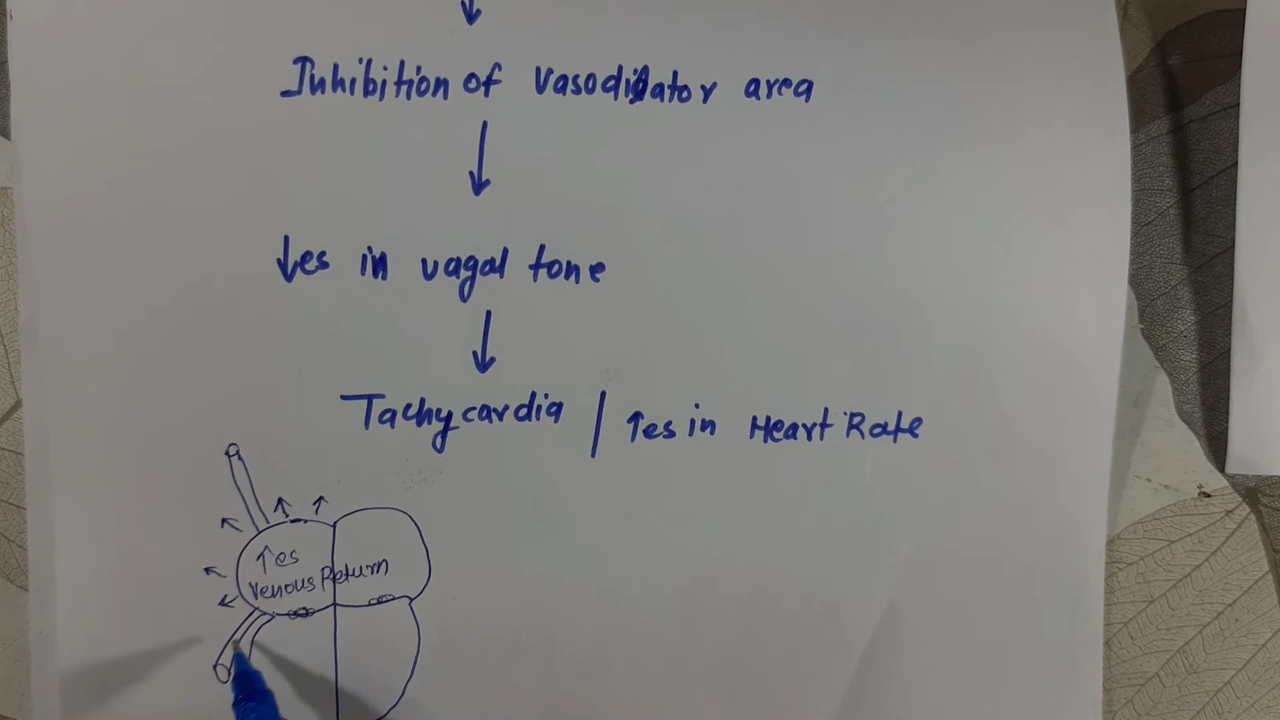 Inhibition of vasodilator area
↓es in vagal tone
Tachycardia / ↑es in Heart Rate
↑es
Venous Return